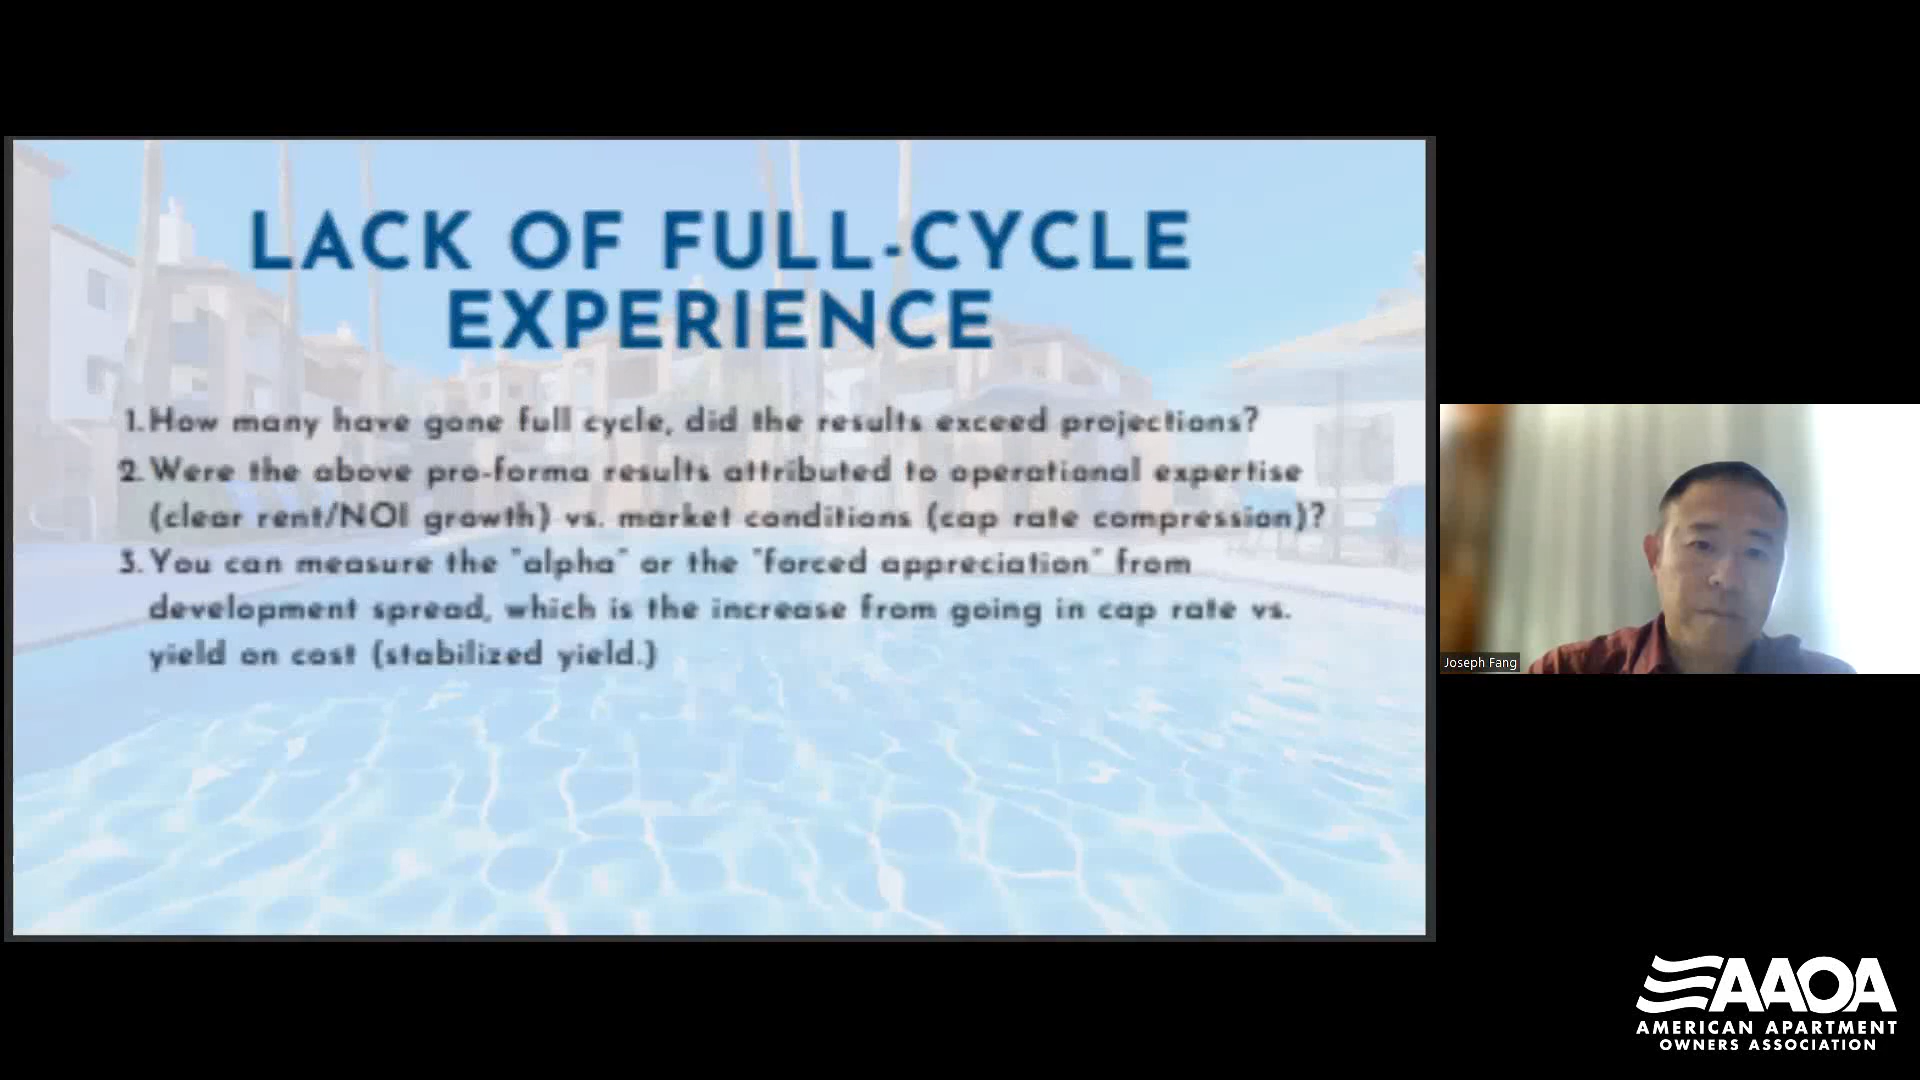 LACK OF FULL-CYCLE
EXPERIENCE
1. How many have gone full cycle, did the results exceed projections?
2. Were the above pro-forma results attributed to operational expertise
(clear rent/NOI growth) vs. market conditions (cap rate compression)?
3. You can measure the "alpha" or the "forced appreciation" from
development spread, which is the increase from going in cap rate vs.
yield on cost (stabilized yield.)
Joseph Fang
AAOA
AMERICAN APARTMENT
OWNERS ASSOCIATION